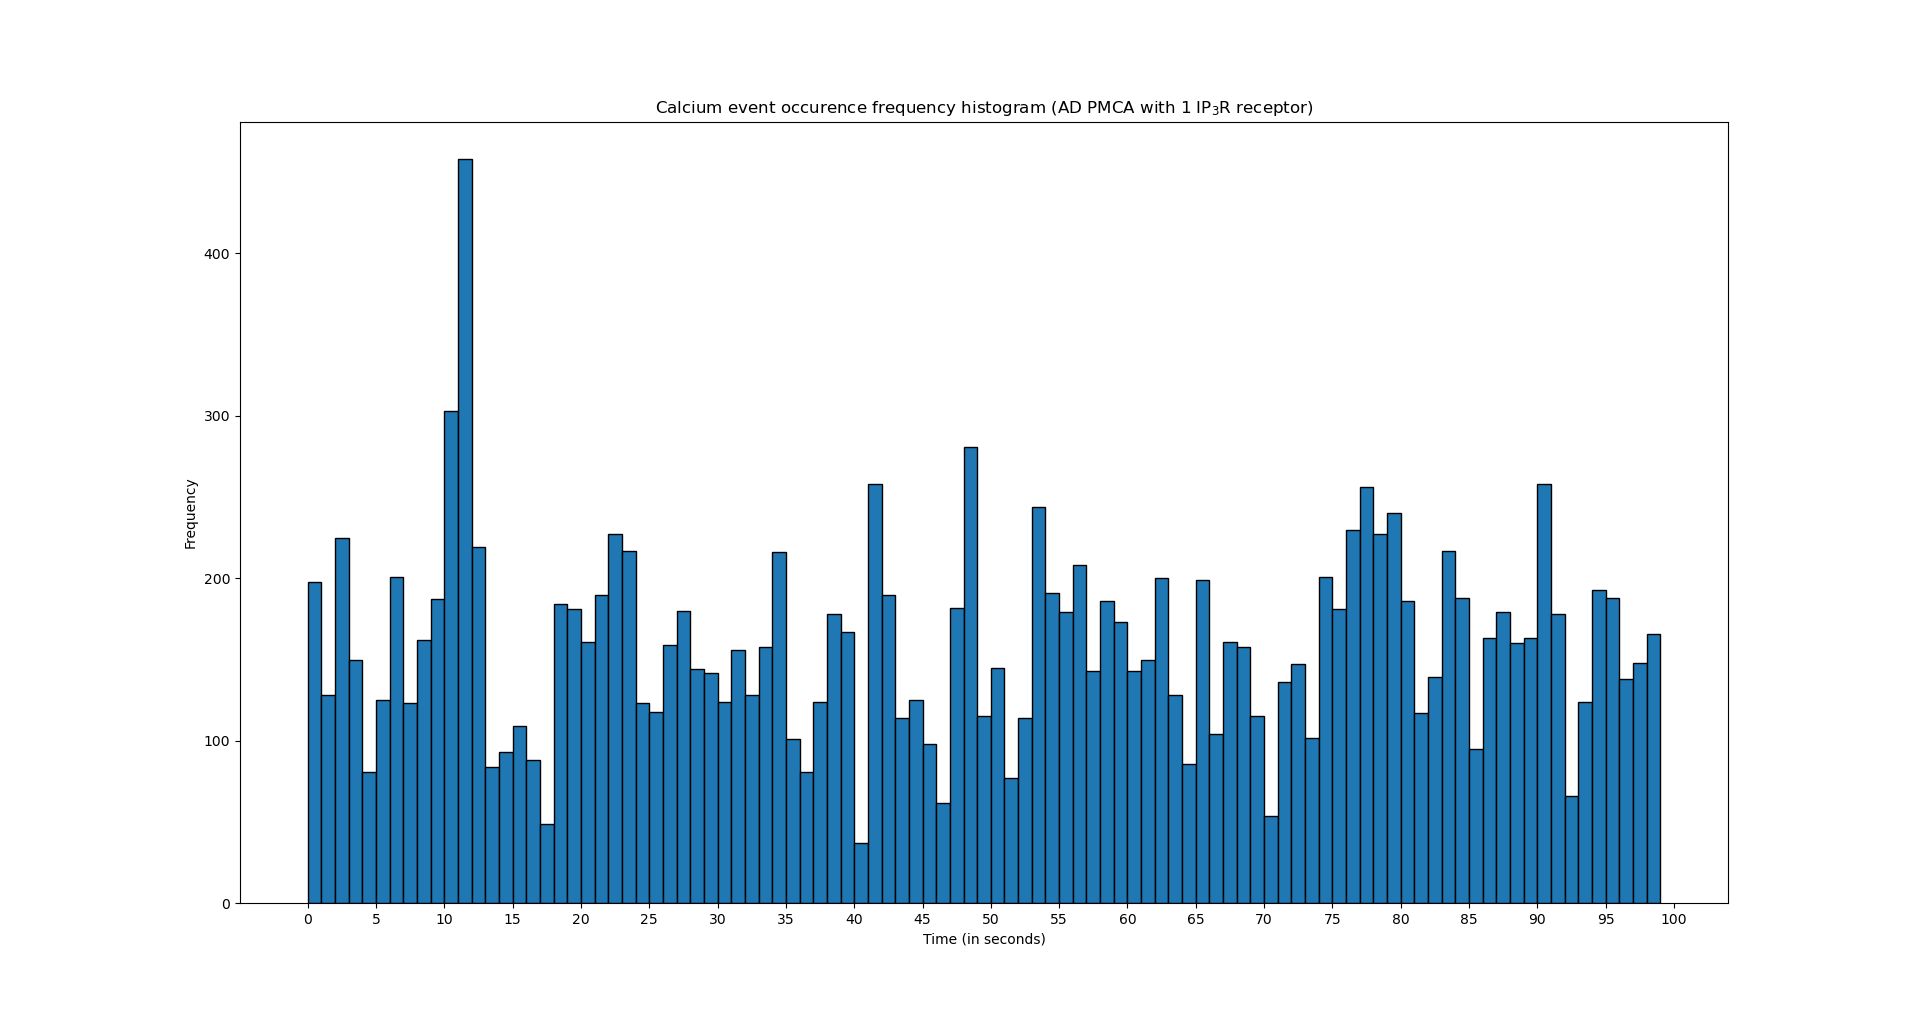 Calcium event occurence frequency histogram (AD PMCA with 1 IP₃R receptor)
400
300
200
100
0
Frequency
0 5 10 15 20 25 30 35 40 45 50 55 60 65 70 75 80 85 90 95 100
Time (in seconds)